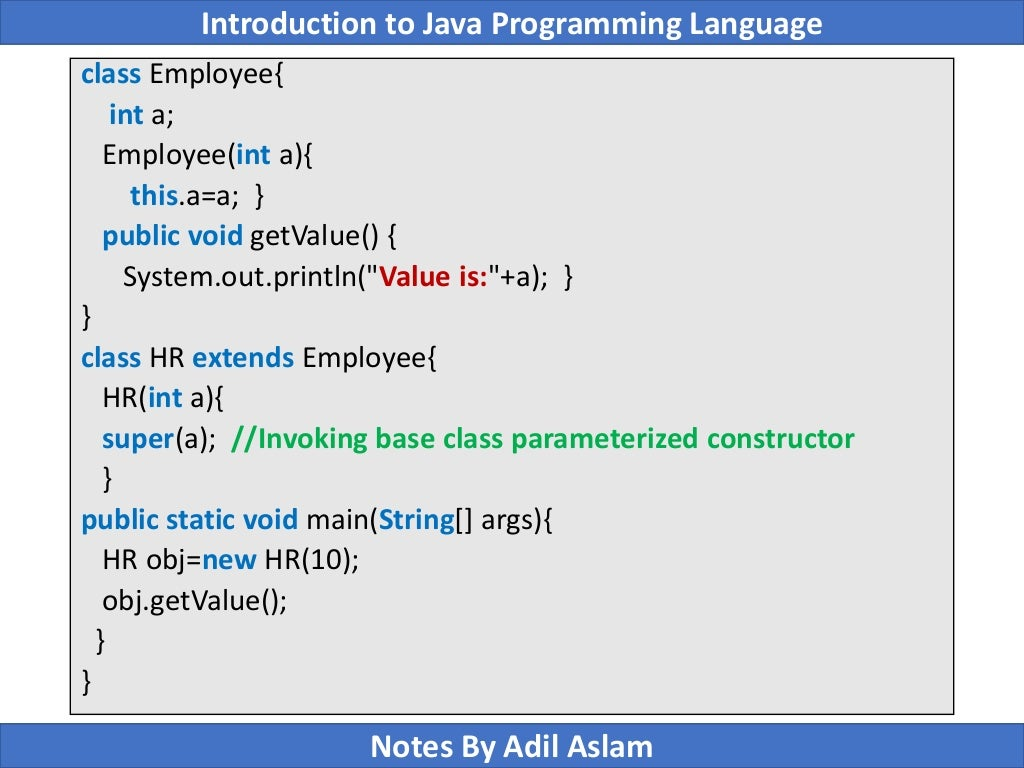 Introduction to Java Programming Language
class Employee{
int a;
Employee(int a){
this.a=a;  }
public void getValue() {
System.out.println("Value is:"+a);  }
}
class HR extends Employee{
HR(int a){
super(a);  //Invoking base class parameterized constructor
}
public static void main(String[] args){
HR obj=new HR(10);
obj.getValue();
}
}
Notes By Adil Aslam